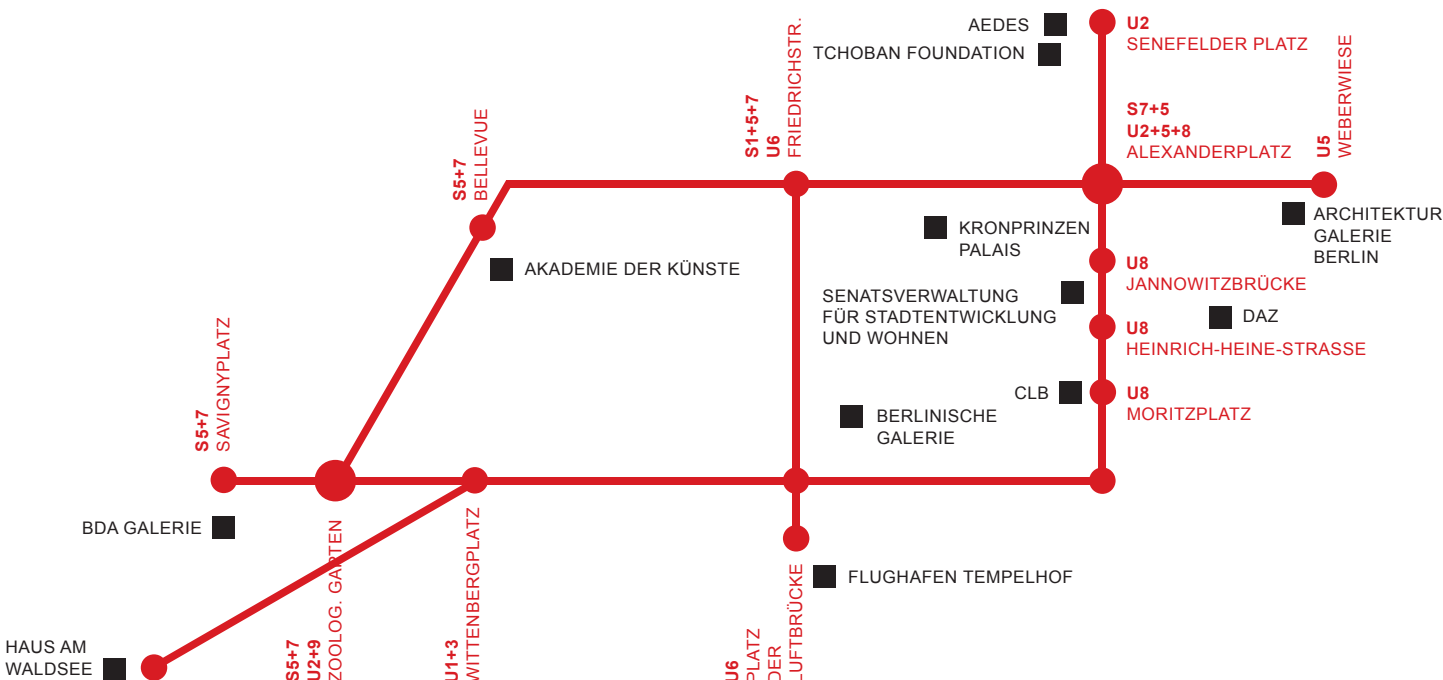 AEDES
TCHOBAN FOUNDATION
U2
SENEFELDER PLATZ
S7+5
U2+5+8
ALEXANDERPLATZ
U5
WEBERWIESE
S1+5+7
U6
FRIEDRICHSTR.
S5+7
BELLEVUE
ARCHITEKTUR
GALERIE
BERLIN
KRONPRINZEN
PALAIS
AKADEMIE DER KÜNSTE
U8
JANNOWITZBRÜCKE
SENATSVERWALTUNG
FÜR STADTENTWICKLUNG
UND WOHNEN
DAZ
U8
HEINRICH-HEINE-STRASSE
S5+7
SAVIGNYPLATZ
CLB
U8
MORITZPLATZ
BERLINISCHE
GALERIE
BDA GALERIE
S5+7
U2+9
ZOOLOG. GARTEN
U1+3
WITTENBERGPLATZ
U6
PLATZ
DER
LUFTBRÜCKE
FLUGHAFEN TEMPELHOF
HAUS AM
WALDSEE